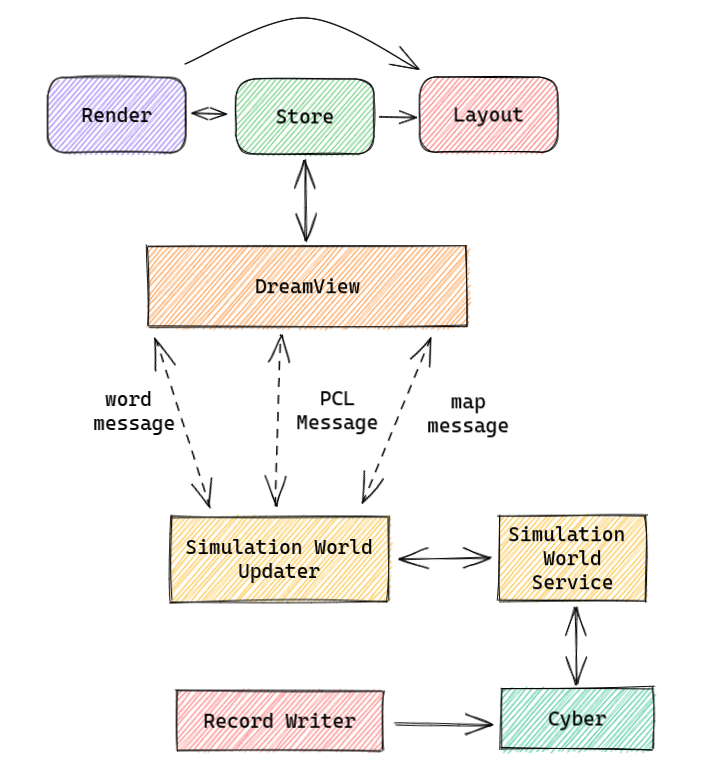 Render
Store
Layout
DreamView
word
message
PCL
Message
map
message
Simulation World
Updater
Simulation
World
Service
Record Writer
Cyber